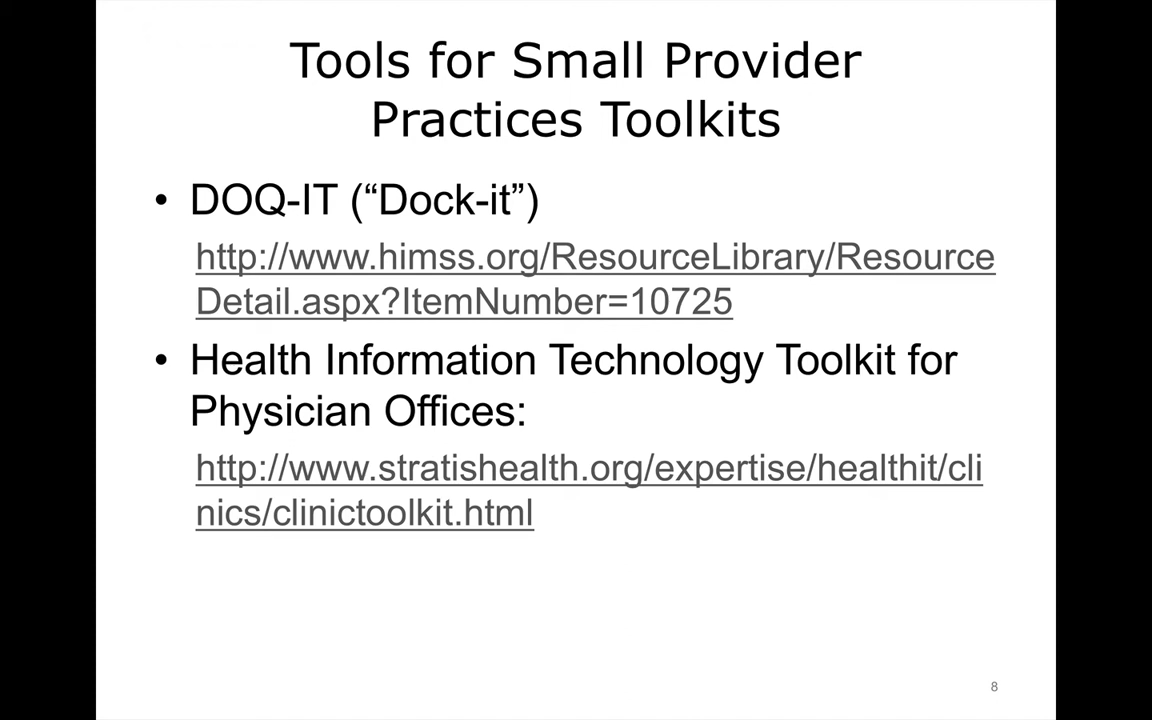 Tools for Small Provider
Practices Toolkits
• DOQ-IT (“Dock-it”)
http://www.himss.org/ResourceLibrary/Resource
Detail.aspx?ItemNumber=10725
• Health Information Technology Toolkit for
Physician Offices:
http://www.stratishealth.org/expertise/healthit/cli
nics/clinictoolkit.html
8